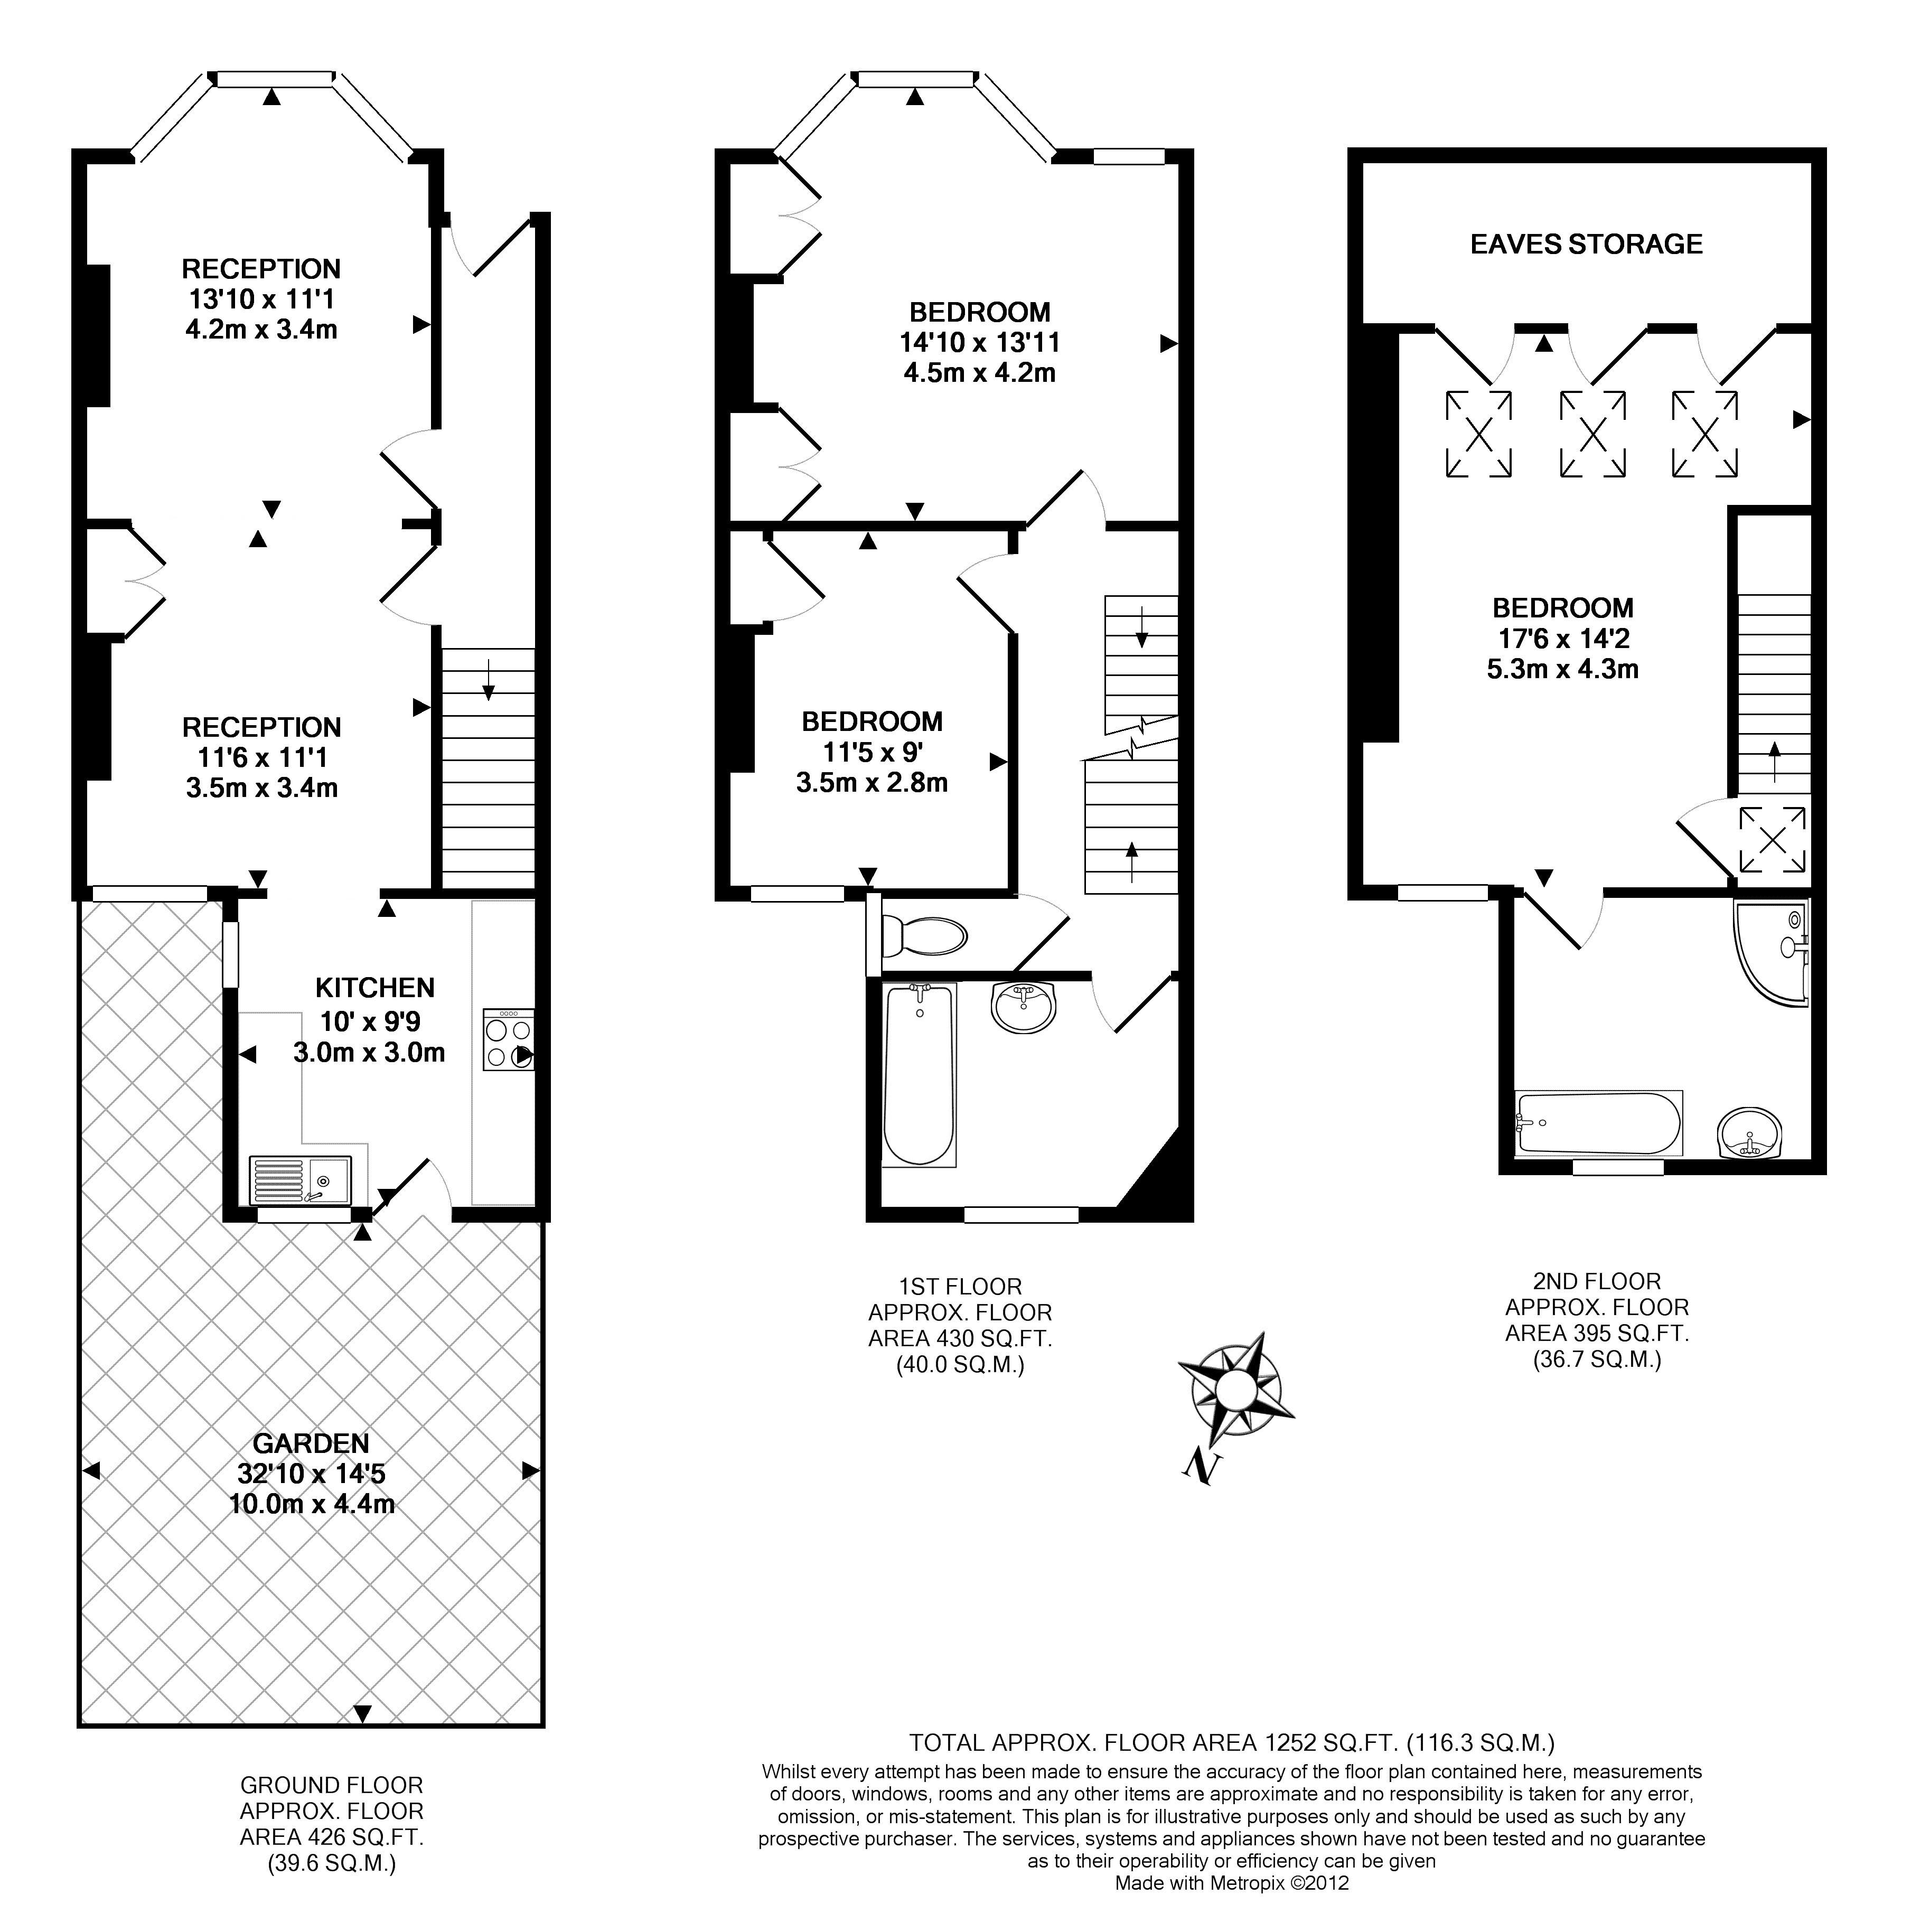 RECEPTION
13'10 x 11'1
4.2m x 3.4m
RECEPTION
11'6 x 11'1
3.5m x 3.4m
KITCHEN
10' x 9'9
3.0m x 3.0m
GARDEN
32'10 x 14'5
10.0m x 4.4m
GROUND FLOOR
APPROX. FLOOR
AREA 426 SQ.FT.
(39.6 SQ.M.)
BEDROOM
14'10 x 13'11
4.5m x 4.2m
BEDROOM
11'5 x 9'
3.5m x 2.8m
1ST FLOOR
APPROX. FLOOR
AREA 430 SQ.FT.
(40.0 SQ.M.)
EAVES STORAGE
BEDROOM
17'6 x 14'2
5.3m x 4.3m
2ND FLOOR
APPROX. FLOOR
AREA 395 SQ.FT.
(36.7 SQ.M.)
N
TOTAL APPROX. FLOOR AREA 1252 SQ.FT. (116.3 SQ.M.)
Whilst every attempt has been made to ensure the accuracy of the floor plan contained here, measurements
of doors, windows, rooms and any other items are approximate and no responsibility is taken for any error,
omission, or mis-statement. This plan is for illustrative purposes only and should be used as such by any
prospective purchaser. The services, systems and appliances shown have not been tested and no guarantee
as to their operability or efficiency can be given
Made with Metropix ©2012